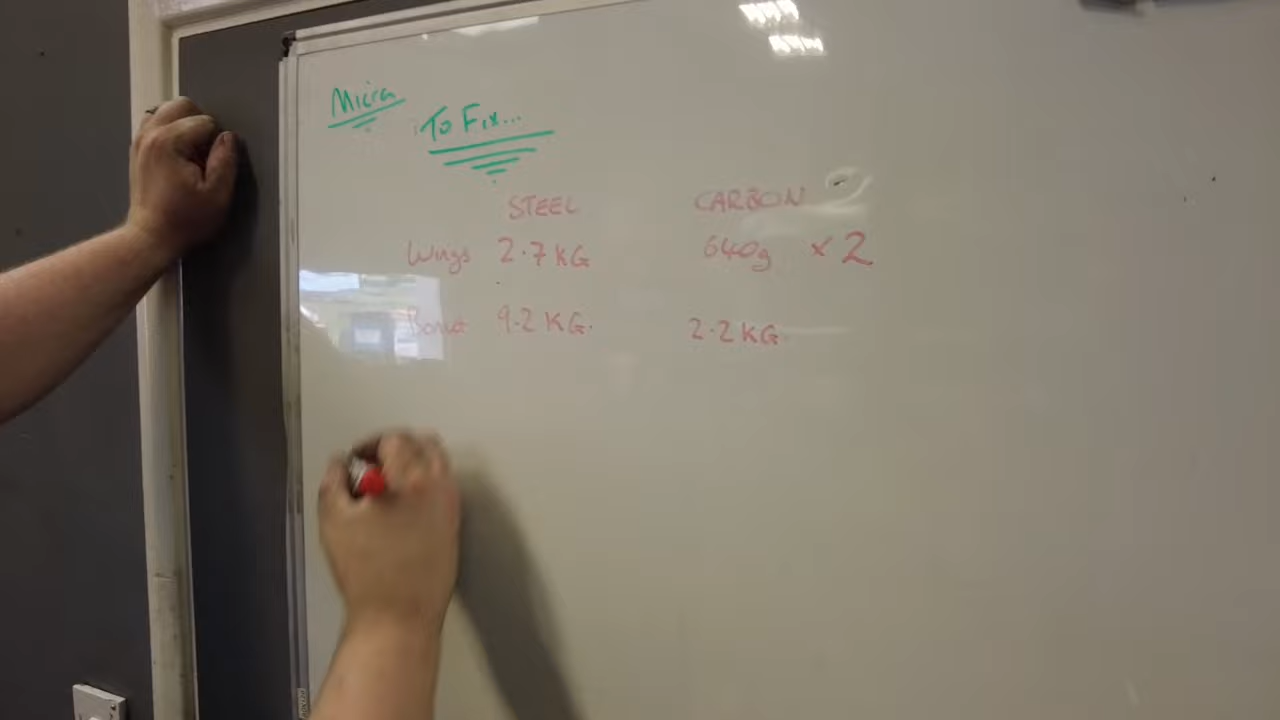 Micra
To Fix...
STEEL CARBON
Wings 2.7 KG 640g x 2
Bonnet 9.2 KG. 2.2 KG.